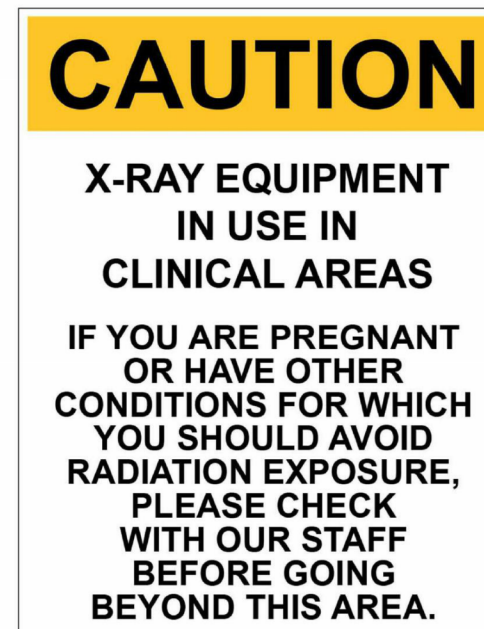 CAUTION
X-RAY EQUIPMENT
IN USE IN
CLINICAL AREAS
IF YOU ARE PREGNANT
OR HAVE OTHER
CONDITIONS FOR WHICH
YOU SHOULD AVOID
RADIATION EXPOSURE,
PLEASE CHECK
WITH OUR STAFF
BEFORE GOING
BEYOND THIS AREA.